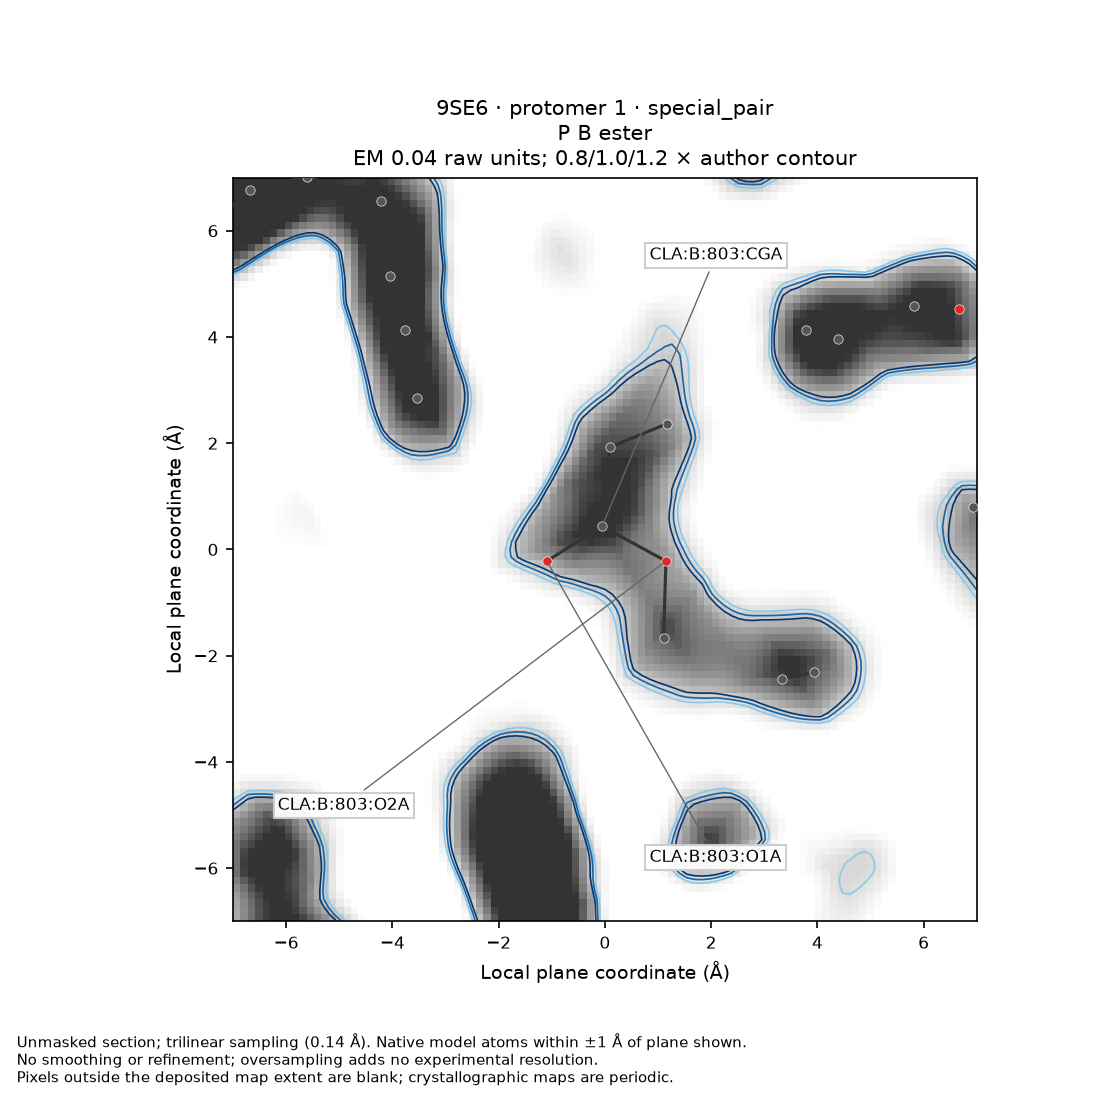 9SE6 · protomer 1 · special_pair
P B ester
EM 0.04 raw units; 0.8/1.0/1.2 × author contour
CLA:B:803:CGA
CLA:B:803:O2A
CLA:B:803:O1A
6
4
2
0
−2
−4
−6
Local plane coordinate (Å)
−6 −4 −2 0 2 4 6
Local plane coordinate (Å)
Unmasked section; trilinear sampling (0.14 Å). Native model atoms within ±1 Å of plane shown.
No smoothing or refinement; oversampling adds no experimental resolution.
Pixels outside the deposited map extent are blank; crystallographic maps are periodic.